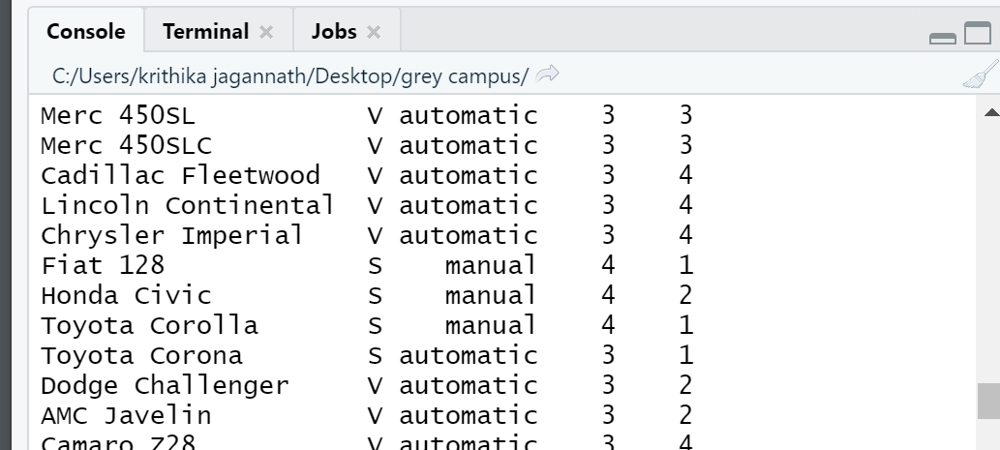 Console Terminal Jobs
C:/Users/krithika jagannath/Desktop/grey campus/
Merc 450SL V automatic 3 3
Merc 450SLC V automatic 3 3
Cadillac Fleetwood V automatic 3 4
Lincoln Continental V automatic 3 4
Chrysler Imperial V automatic 3 4
Fiat 128 S manual 4 1
Honda Civic S manual 4 2
Toyota Corolla S manual 4 1
Toyota Corona S automatic 3 1
Dodge Challenger V automatic 3 2
AMC Javelin V automatic 3 2
Camaro Z28 V automatic 3 4